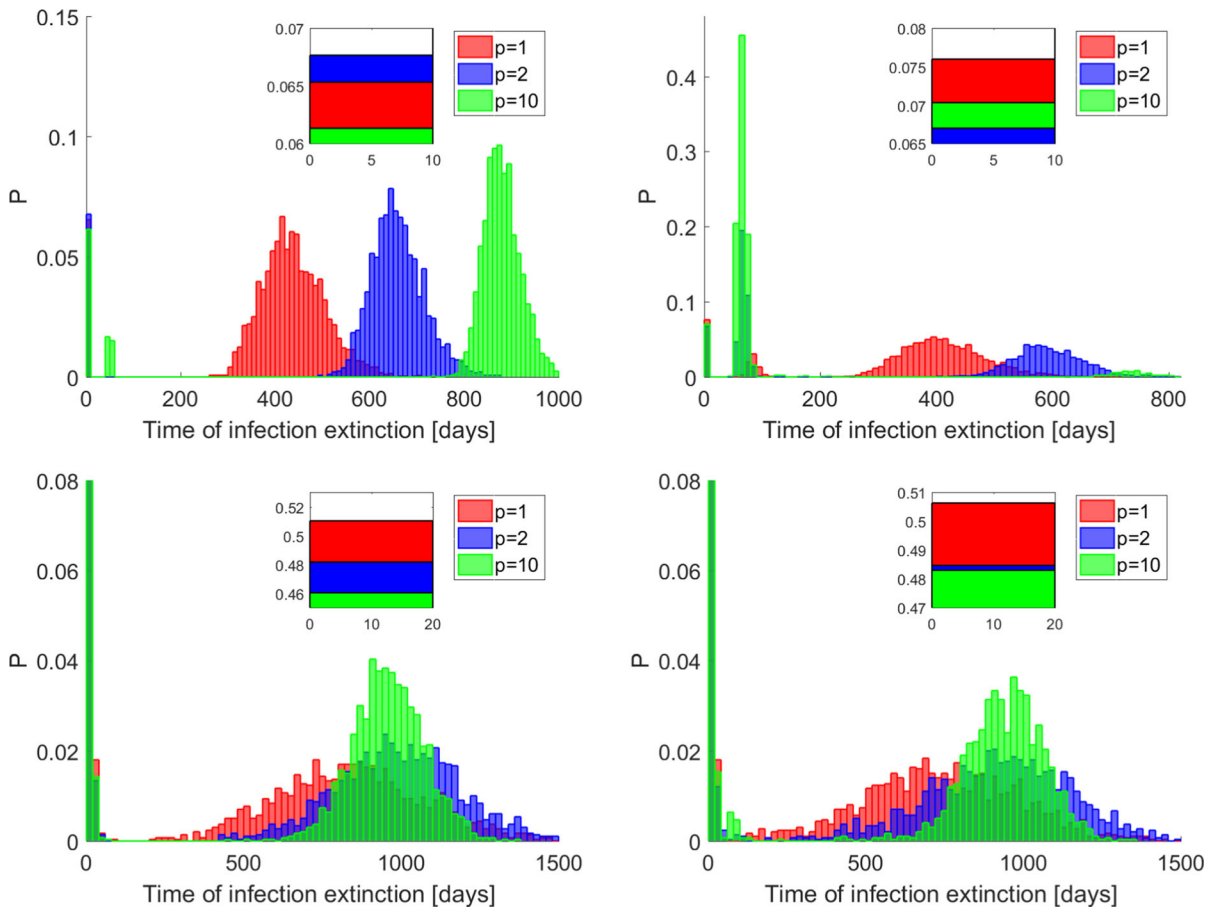 0.15
0.1
0.05
0
P
0 200 400 600 800 1000
Time of infection extinction [days]
0.07
0.065
0.06
0 5 10
p=1
p=2
p=10
0.4
0.3
0.2
0.1
0
P
0 200 400 600 800
Time of infection extinction [days]
0.08
0.075
0.07
0.065
0 5 10
p=1
p=2
p=10
0.08
0.06
0.04
0.02
0
P
0 500 1000 1500
Time of infection extinction [days]
0.52
0.5
0.48
0.46
0 10 20
p=1
p=2
p=10
0.08
0.06
0.04
0.02
0
P
0 500 1000 1500
Time of infection extinction [days]
0.51
0.5
0.49
0.48
0.47
0 10 20
p=1
p=2
p=10